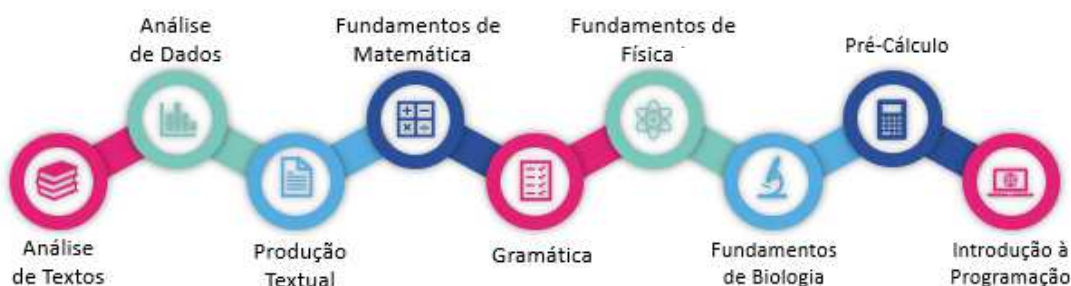 Análise
de Dados
Fundamentos de
Matemática
Fundamentos de
Física
Pré-Cálculo
Análise
de Textos
Produção
Textual
Gramática
Fundamentos
de Biologia
Introdução à
Programação